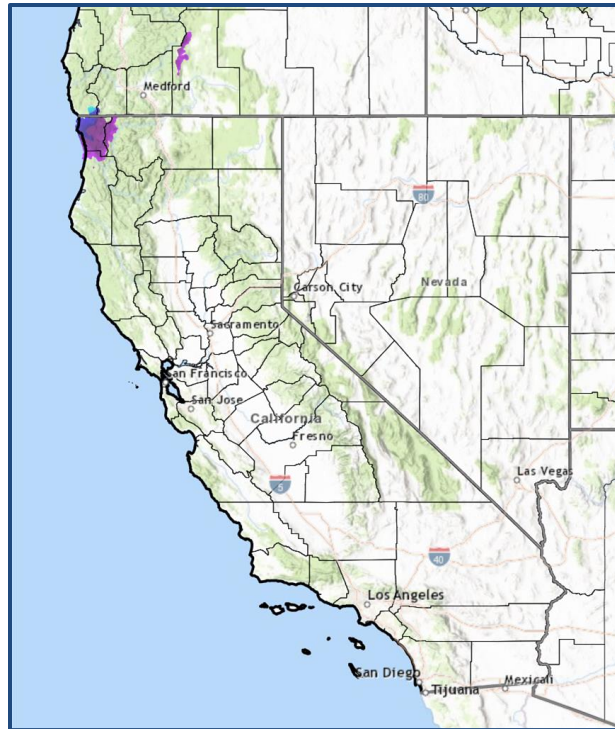 Medford
80
Carson City
Nevada
Sacramento
San Francisco
San Jose
California
Fresno
Las Vegas
5
40
Los Angeles
San Diego
Mexicali
Tijuana